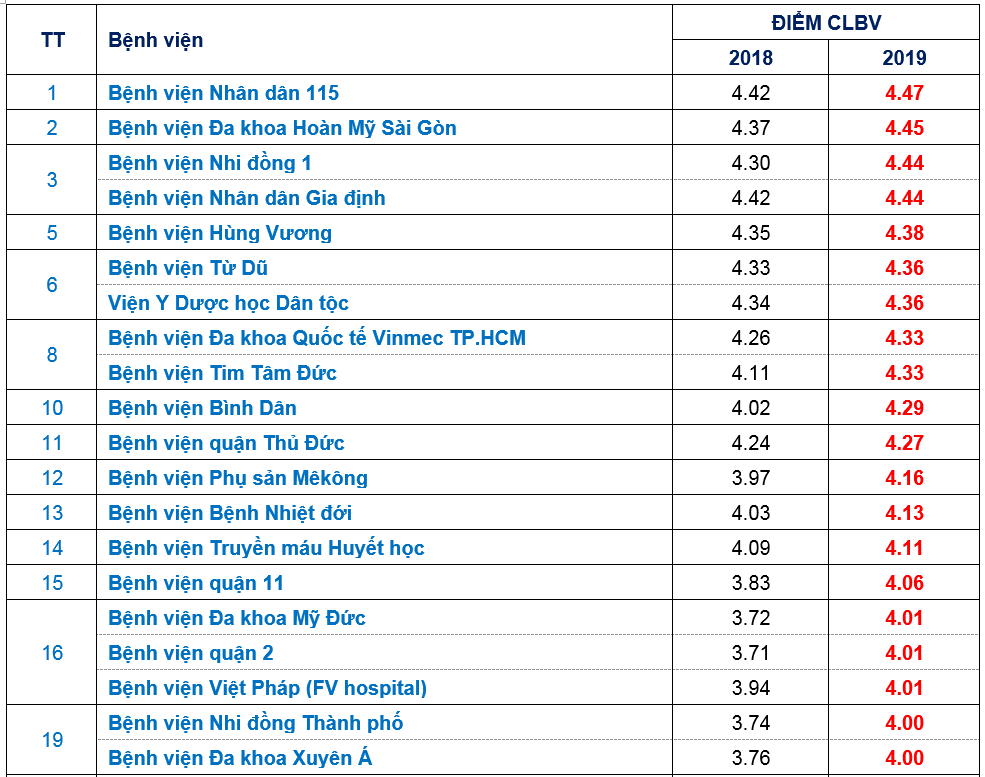 TT Bệnh viện ĐIỂM CLBV
2018 2019
1 Bệnh viện Nhân dân 115 4.42 4.47
2 Bệnh viện Đa khoa Hoàn Mỹ Sài Gòn 4.37 4.45
3 Bệnh viện Nhi đồng 1 4.30 4.44
Bệnh viện Nhân dân Gia định 4.42 4.44
5 Bệnh viện Hùng Vương 4.35 4.38
6 Bệnh viện Từ Dũ 4.33 4.36
Viện Y Dược học Dân tộc 4.34 4.36
8 Bệnh viện Đa khoa Quốc tế Vinmec TP.HCM 4.26 4.33
Bệnh viện Tim Tâm Đức 4.11 4.33
10 Bệnh viện Bình Dân 4.02 4.29
11 Bệnh viện quận Thủ Đức 4.24 4.27
12 Bệnh viện Phụ sản Mêkông 3.97 4.16
13 Bệnh viện Bệnh Nhiệt đới 4.03 4.13
14 Bệnh viện Truyền máu Huyết học 4.09 4.11
15 Bệnh viện quận 11 3.83 4.06
16 Bệnh viện Đa khoa Mỹ Đức 3.72 4.01
Bệnh viện quận 2 3.71 4.01
Bệnh viện Việt Pháp (FV hospital) 3.94 4.01
19 Bệnh viện Nhi đồng Thành phố 3.74 4.00
Bệnh viện Đa khoa Xuyên Á 3.76 4.00